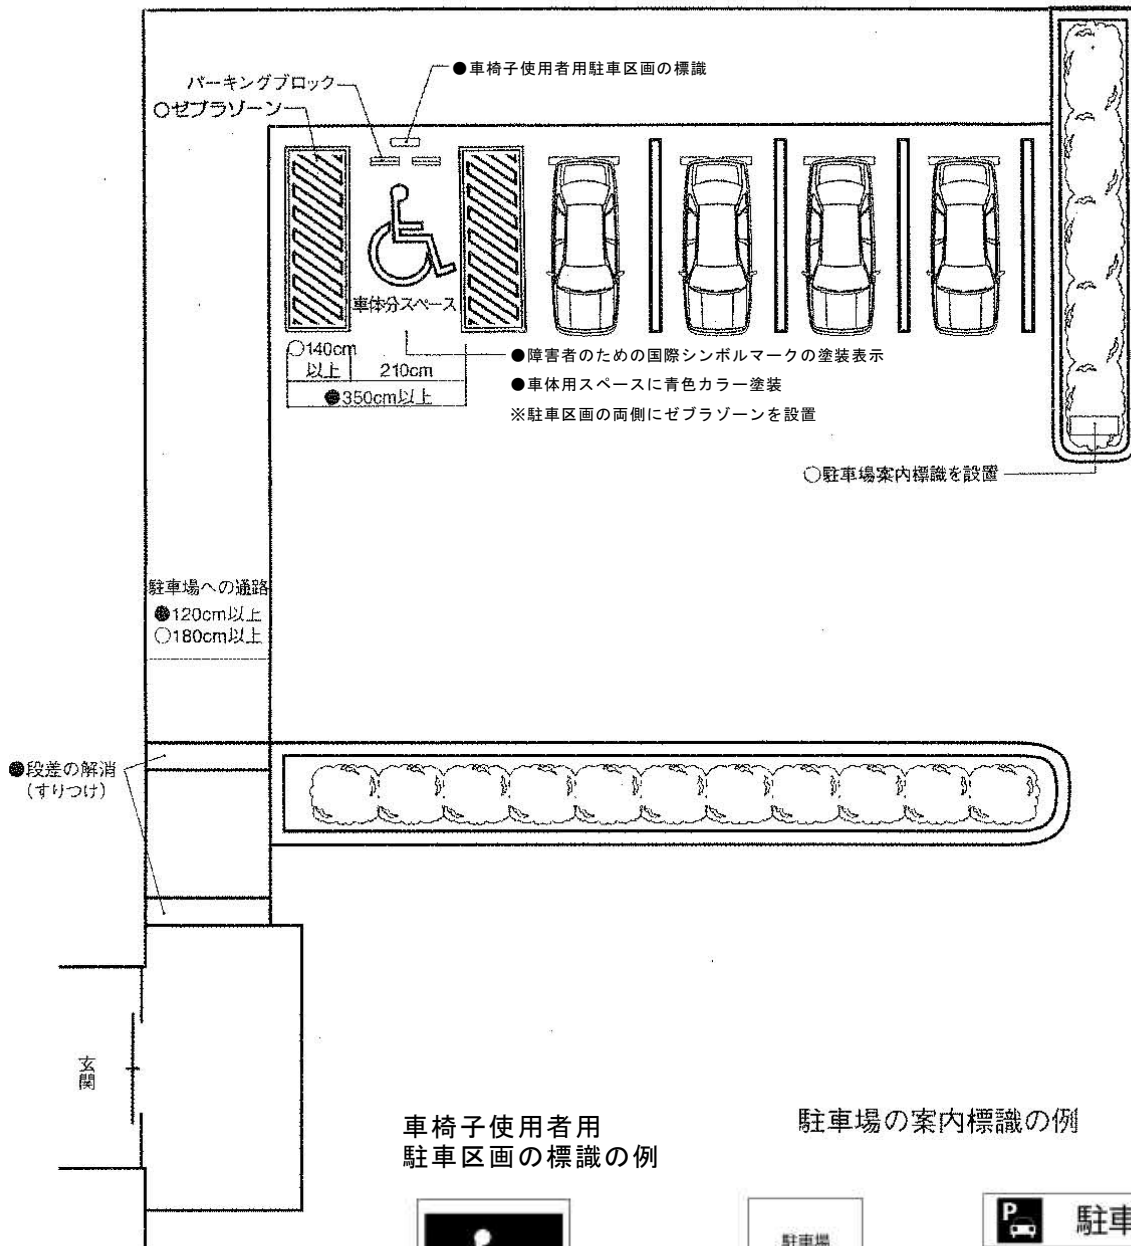 ●車椅子使用者用駐車区画の標識
パーキングブロック
○ゼブラゾーン
車体分スペース
○140cm
以上
210cm
●350cm以上
●障害者のための国際シンボルマークの塗装表示
●車体用スペースに青色カラー塗装
※駐車区画の両側にゼブラゾーンを設置
○駐車場案内標識を設置
駐車場への通路
●120cm以上
○180cm以上
●段差の解消
(すりつけ)
玄関
車椅子使用者用
駐車区画の標識の例
駐車場の案内標識の例
駐車場
P 駐車